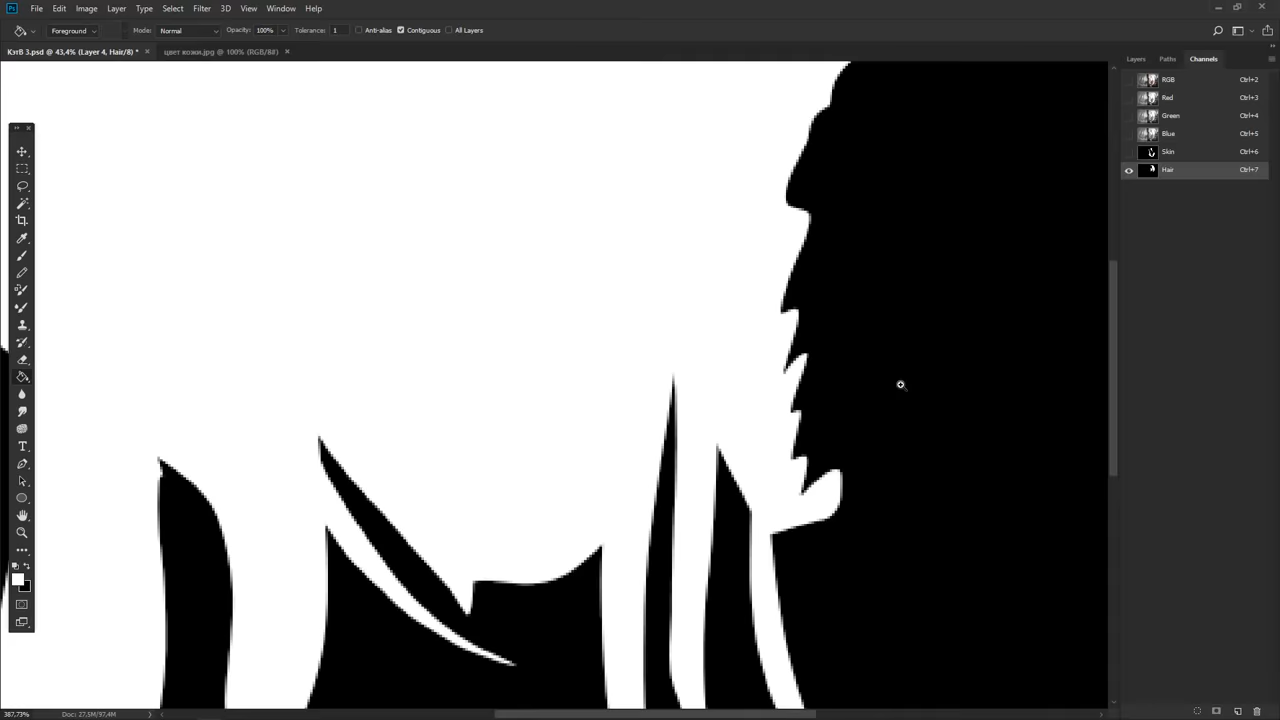 Ps File Edit Image Layer Type Select Filter 3D View Window Help
Foreground Mode: Normal Opacity: 100% Tolerance: 1 Anti-alias Contiguous All Layers
КэтВ 3.psd @ 43,4% (Layer 4, Hair/8) * × цвет кожи.jpg @ 100% (RGB/8#) ×
Layers Paths Channels
RGB Ctrl+2
Red Ctrl+3
Green Ctrl+4
Blue Ctrl+5
Skin Ctrl+6
Hair Ctrl+7
387,73% Doc: 27,5M/97,4M